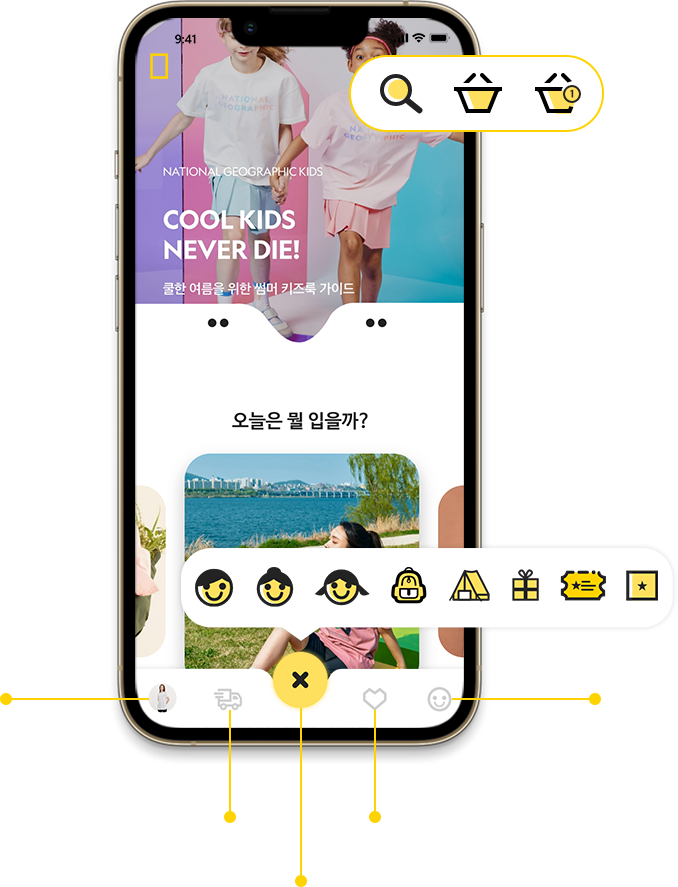 9:41
1
NATIONAL
GEOGRAPHIC
NATIONAL
GEOGRAPHIC
NATIONAL GEOGRAPHIC KIDS
COOL KIDS
NEVER DIE!
쿨한 여름을 위한 썸머 키즈룩 가이드
오늘은 뭘 입을까?